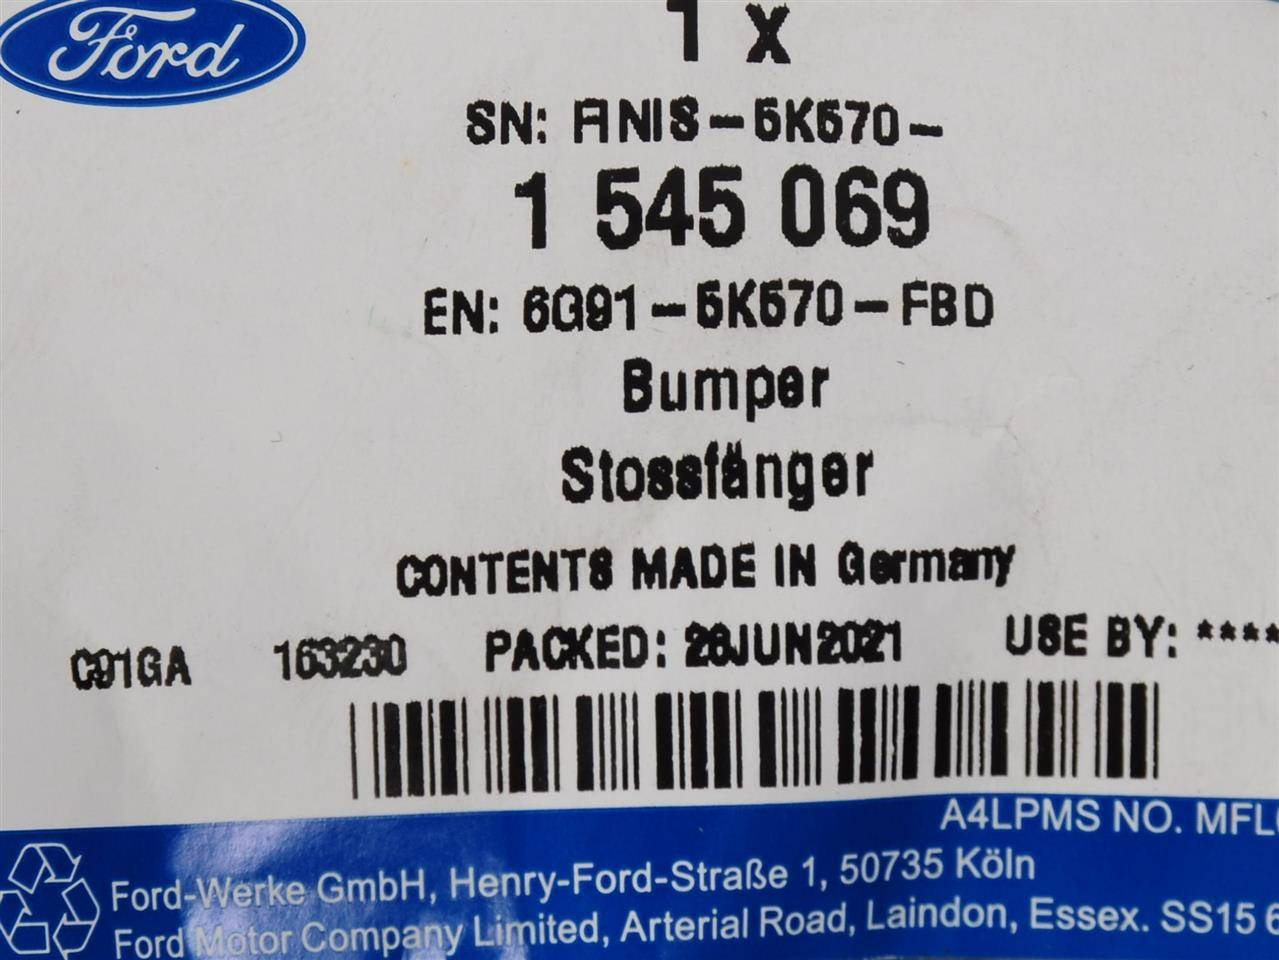 Ford
1 x
SN: ANIS-5K570-
1 545 069
EN: 6G91-5K570-FBD
Bumper
Stossfänger
CONTENTS MADE IN Germany
C91GA 163230 PACKED: 28JUN2021 USE BY: ****
A4LPMS NO. MFL
Ford-Werke GmbH, Henry-Ford-Straße 1, 50735 Köln
Ford Motor Company Limited, Arterial Road, Laindon, Essex. SS15 6